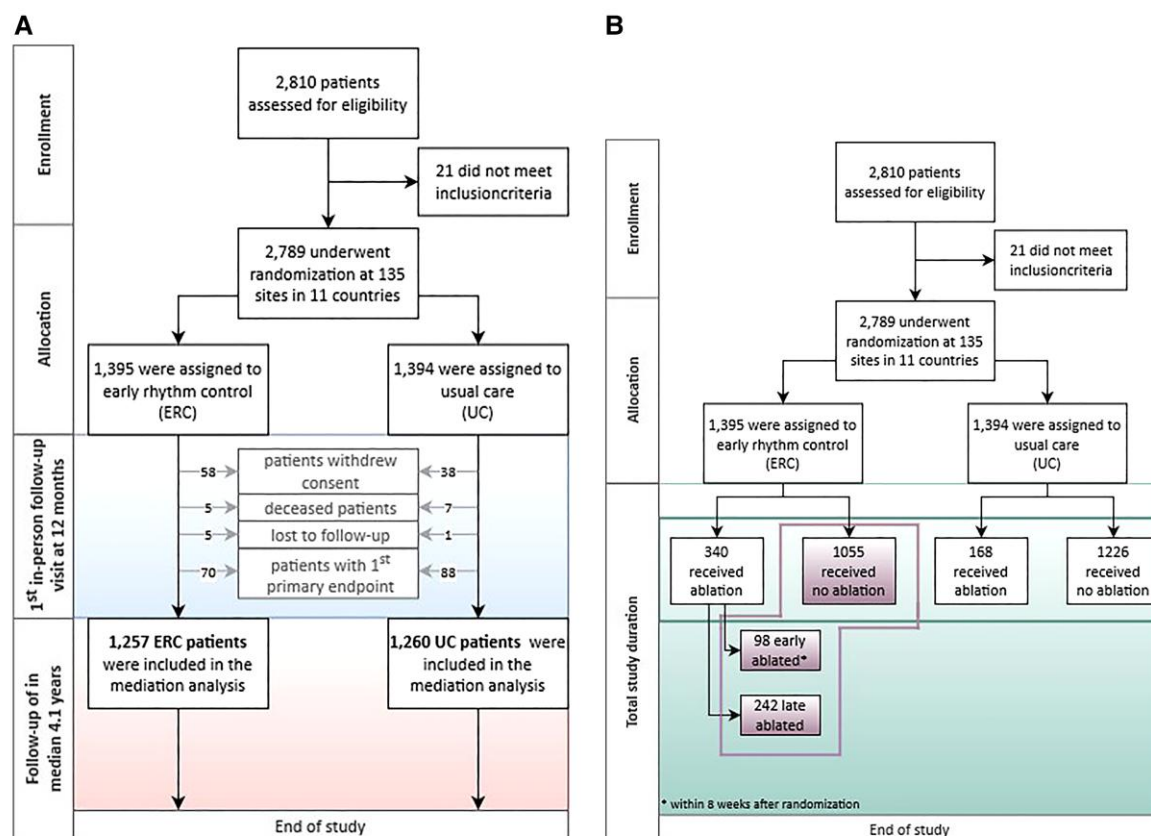 A
Enrollment
2,810 patients
assessed for eligibility
21 did not meet
inclusioncriteria
Allocation
2,789 underwent
randomization at 135
sites in 11 countries
1,395 were assigned to
early rhythm control
(ERC)
1,394 were assigned to
usual care
(UC)
1st in-person follow-up
visit at 12 months
58
patients withdrew
consent
38
5
deceased patients
7
5
lost to follow-up
1
70
patients with 1st
primary endpoint
88
Follow-up of in
median 4.1 years
1,257 ERC patients
were included in the
mediation analysis
1,260 UC patients were
included in the
mediation analysis
End of study
B
Enrollment
2,810 patients
assessed for eligibility
21 did not meet
inclusioncriteria
Allocation
2,789 underwent
randomization at 135
sites in 11 countries
1,395 were assigned to
early rhythm control
(ERC)
1,394 were assigned to
usual care
(UC)
Total study duration
340
received
ablation
1055
received
no ablation
168
received
ablation
1226
received
no ablation
98 early
ablated*
242 late
ablated
* within 8 weeks after randomization
End of study